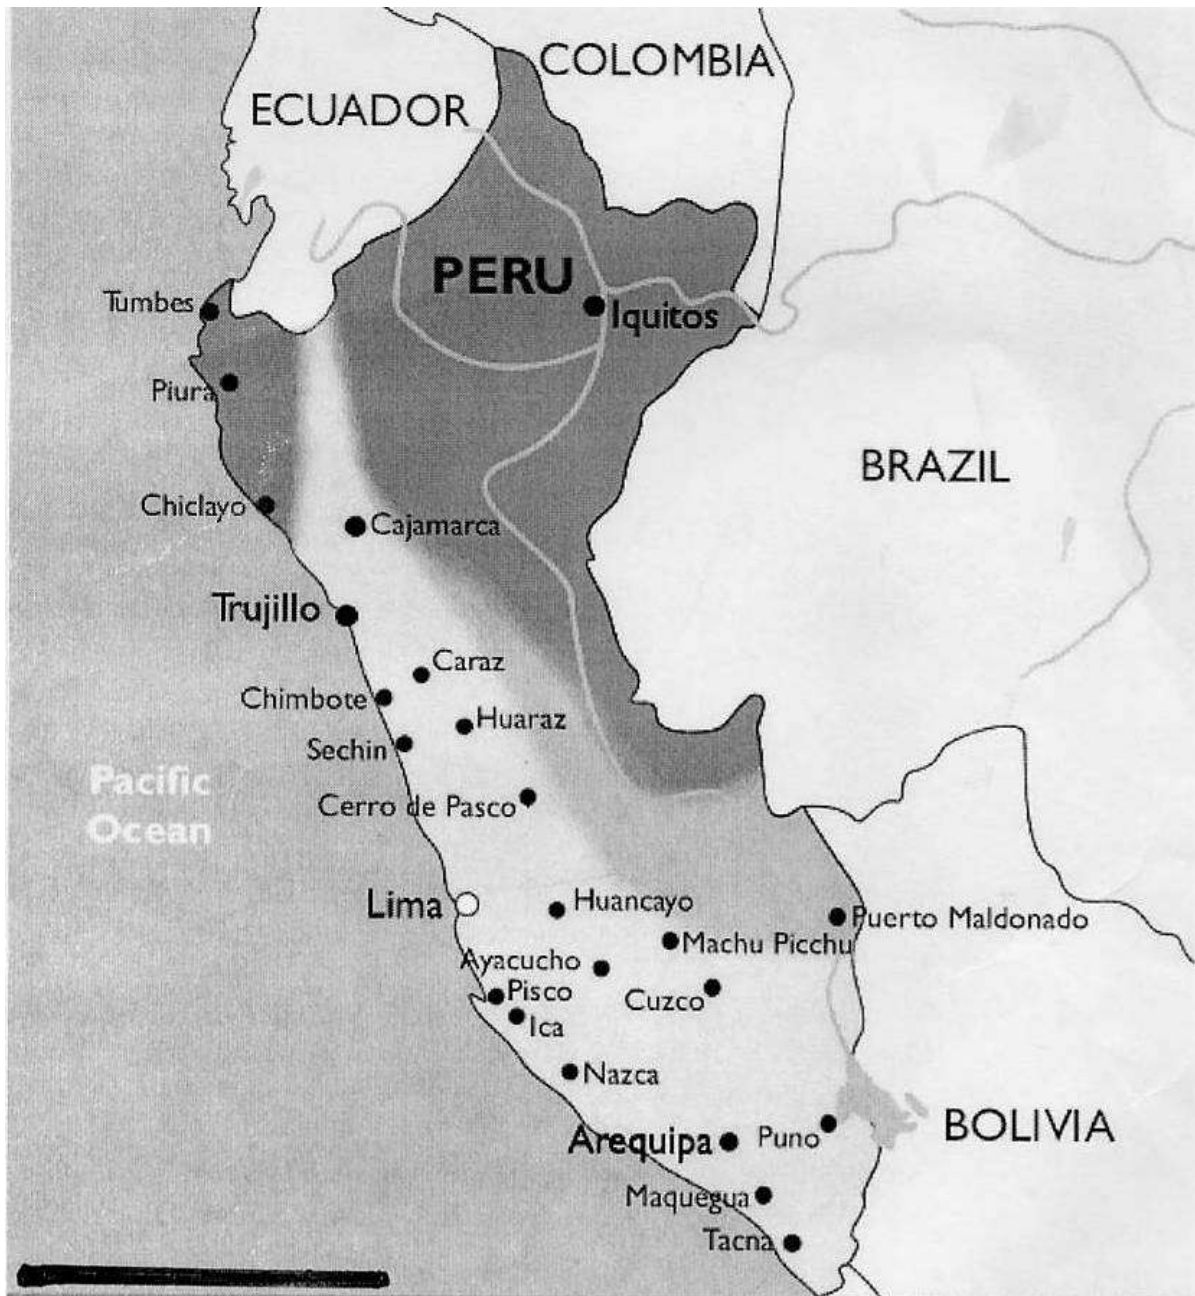 COLOMBIA
ECUADOR
PERU
Iquitos
Tumbes
Piura
BRAZIL
Chiclayo
Cajamarca
Trujillo
Caraz
Chimbote
Huaraz
Sechin
Pacific
Ocean
Cerro de Pasco
Lima
Huancayo
Puerto Maldonado
Machu Picchu
Ayacucho
Pisco
Cuzco
Ica
Nazca
BOLIVIA
Arequipa
Puno
Maquegua
Tacna